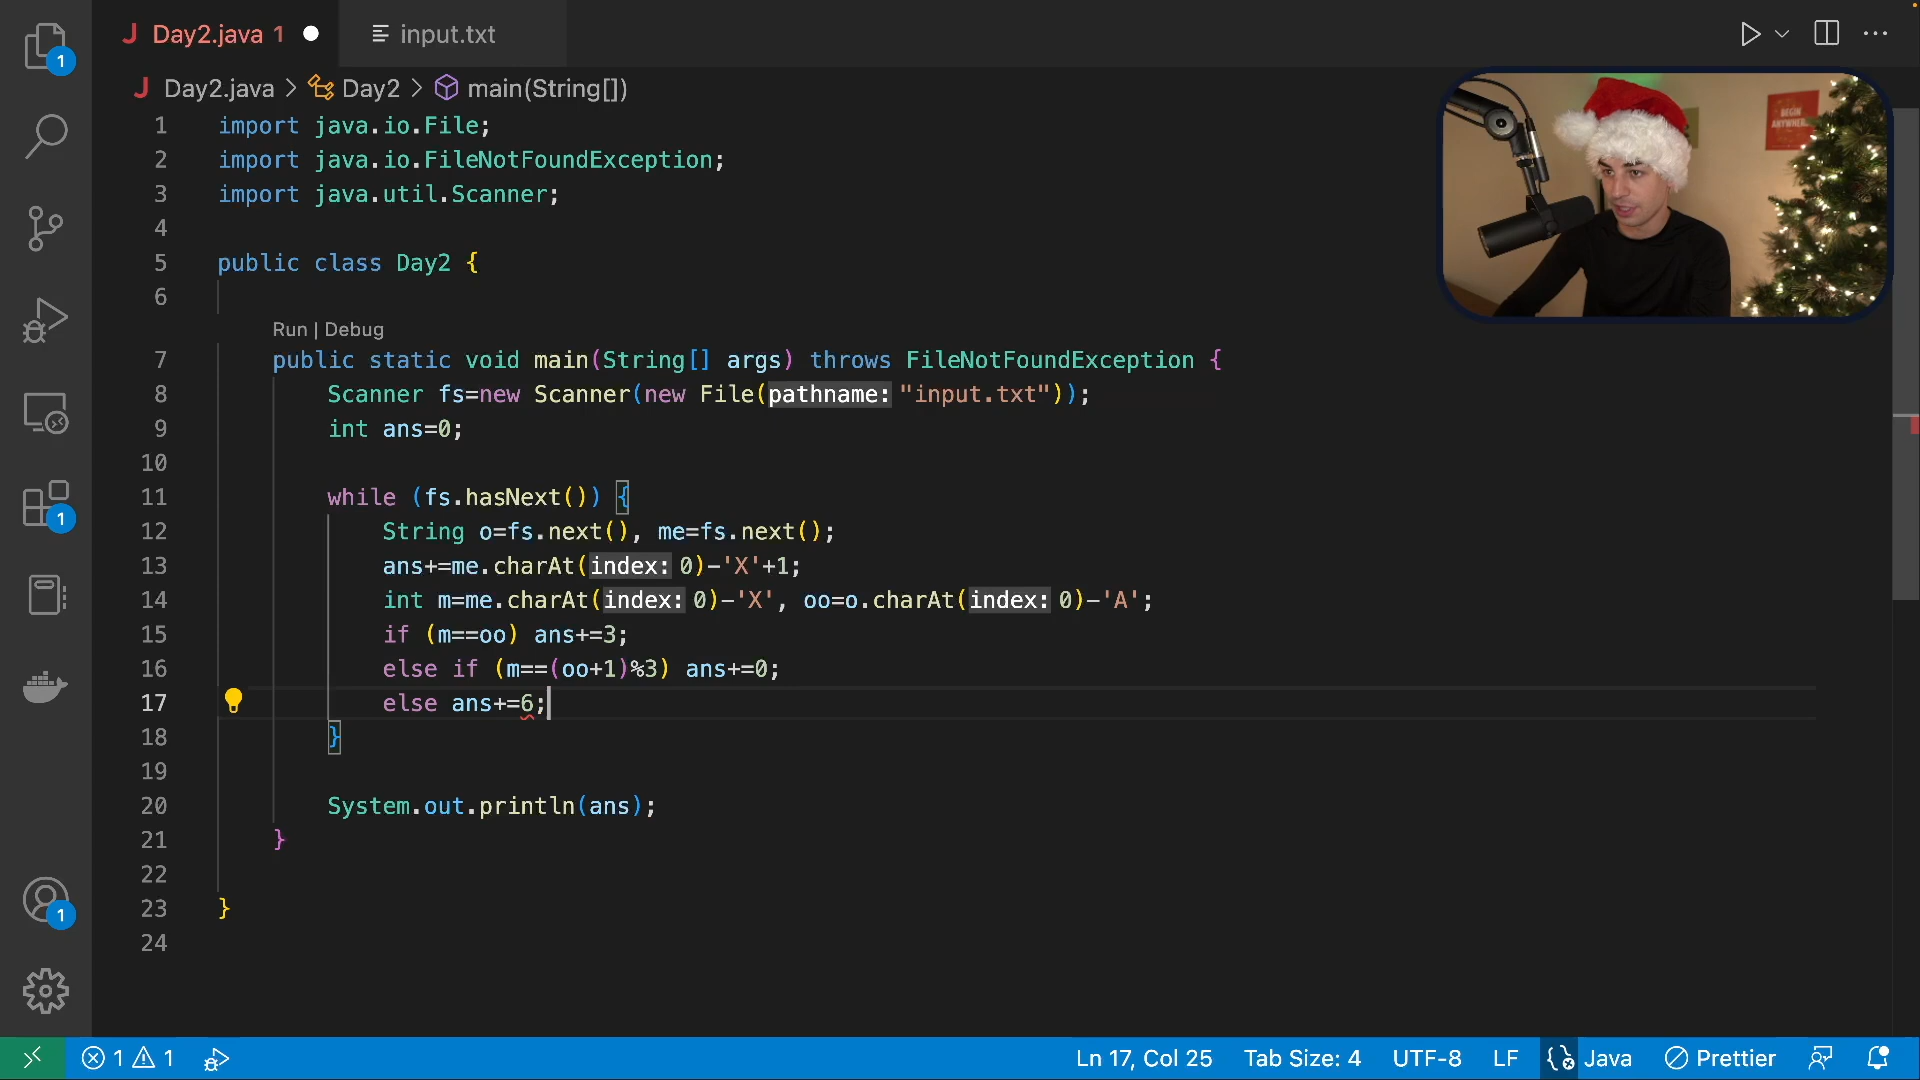 Day2.java 1
input.txt
Day2.java > Day2 > main(String[])
1 import java.io.File;
2 import java.io.FileNotFoundException;
3 import java.util.Scanner;
4
5 public class Day2 {
6
Run | Debug
7 public static void main(String[] args) throws FileNotFoundException {
8 Scanner fs=new Scanner(new File(pathname: "input.txt"));
9 int ans=0;
10
11 while (fs.hasNext()) {
12 String o=fs.next(), me=fs.next();
13 ans+=me.charAt(index: 0)-'X'+1;
14 int m=me.charAt(index: 0)-'X', oo=o.charAt(index: 0)-'A';
15 if (m==oo) ans+=3;
16 else if (m==(oo+1)%3) ans+=0;
17 else ans+=6;
18 }
19
20 System.out.println(ans);
21 }
22
23 }
24
BEGIN
ANYWHERE
1
1
1
1 1
Ln 17, Col 25 Tab Size: 4 UTF-8 LF Java Prettier